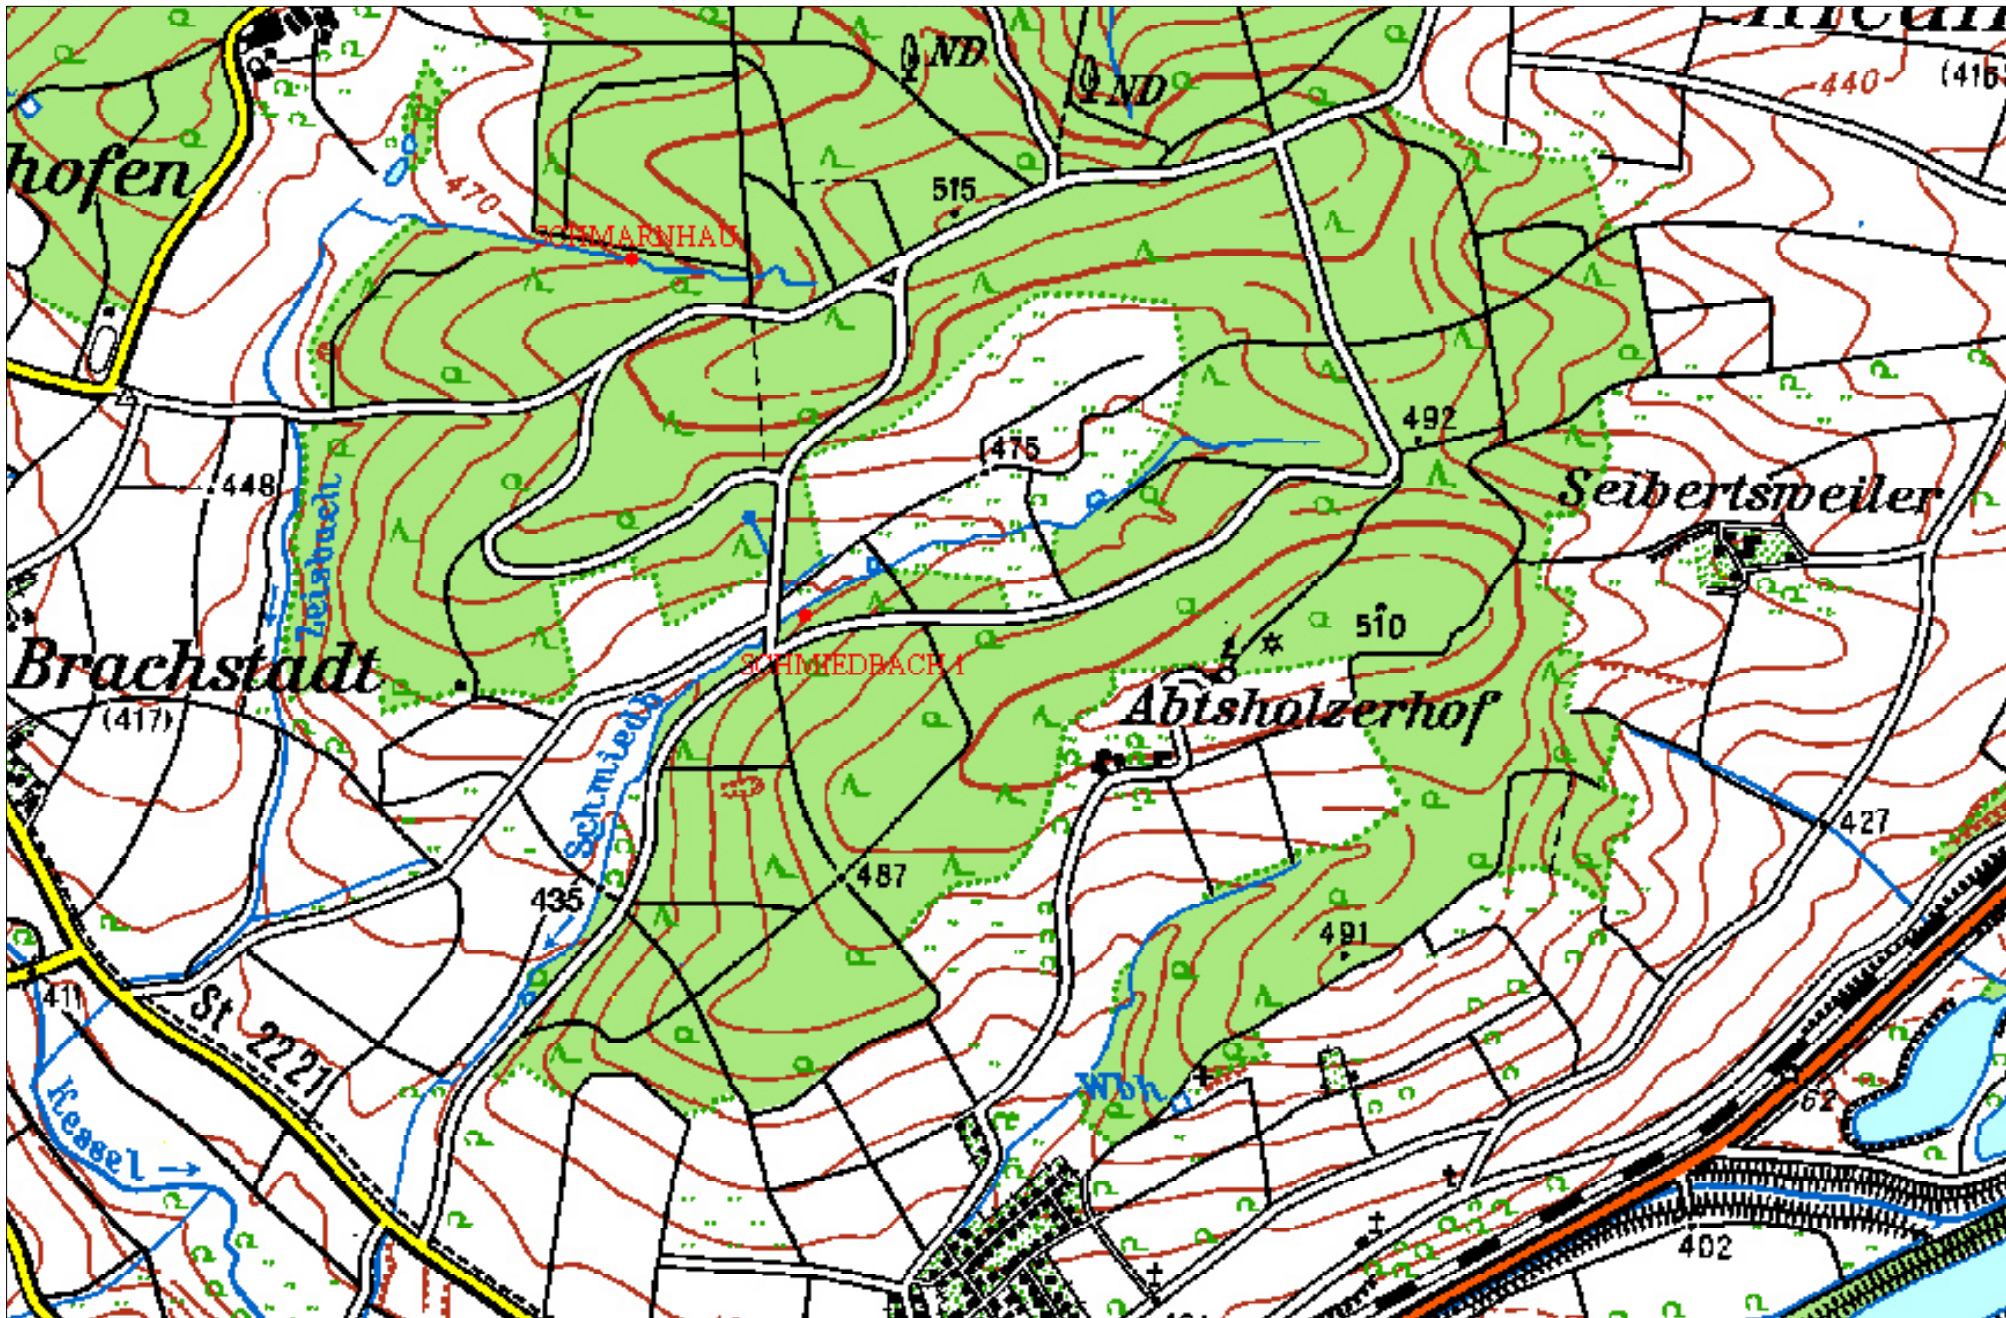 ND
ND
440
(416
hofen
470
515
SCHMARNHAU
492
475
448
Seibertsweiler
Zeisbach
510
Brachstadt
SCHMIEDBACH 1
(417)
Abtsholzerhof
Schmiedb
427
487
435
491
411
St 2221
Wbh
Kessel
62
402